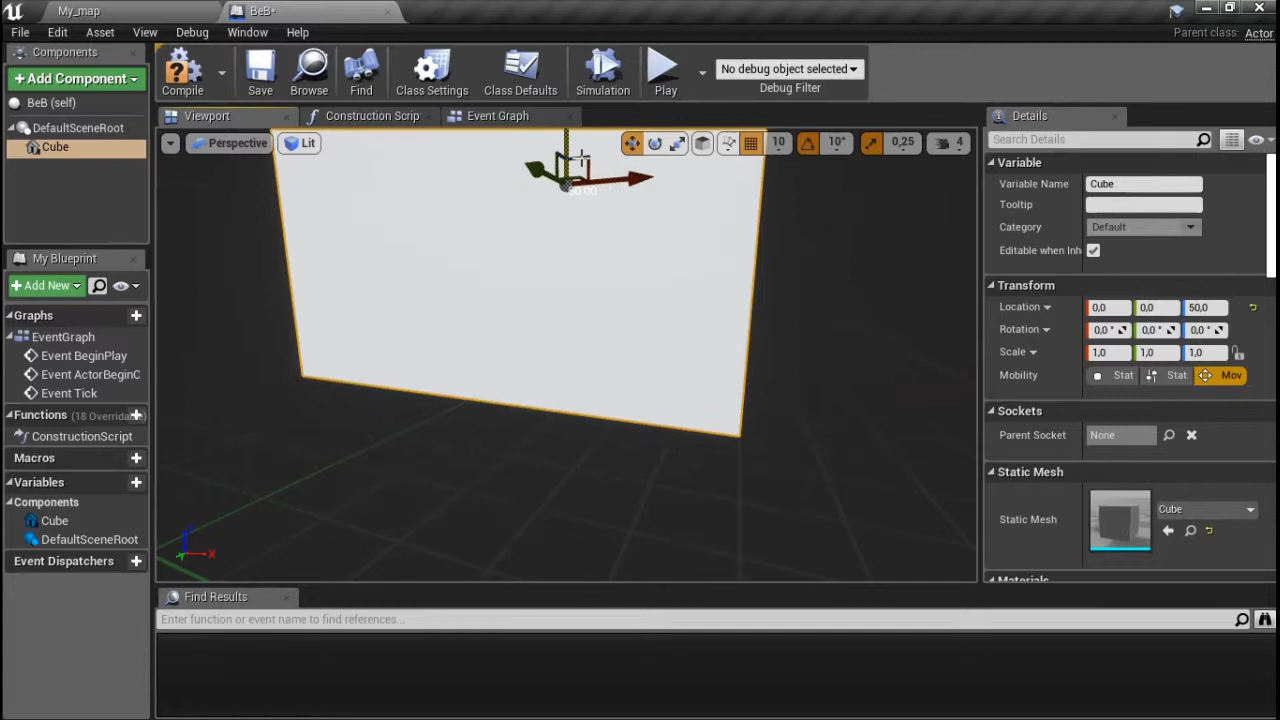 My_map
BeB*
File Edit Asset View Debug Window Help
Parent class: Actor
Components
+Add Component
BeB (self)
DefaultSceneRoot
Cube
Compile
Save
Browse
Find
Class Settings
Class Defaults
Simulation
Play
No debug object selected
Debug Filter
Viewport
Construction Scrip
Event Graph
Perspective
Lit
10
10°
0,25
4
My Blueprint
+Add New
Graphs
EventGraph
Event BeginPlay
Event ActorBeginC
Event Tick
Functions (18 Overridab
ConstructionScript
Macros
Variables
Components
Cube
DefaultSceneRoot
Event Dispatchers
X
Details
Search Details
Variable
Variable Name Cube
Tooltip
Category Default
Editable when Inh
Transform
Location 0,0 0,0 50,0
Rotation 0,0 ° 0,0 ° 0,0 °
Scale 1,0 1,0 1,0
Mobility Stat Stat Mov
Sockets
Parent Socket None
Static Mesh
Static Mesh Cube
Materials
Find Results
Enter function or event name to find references...